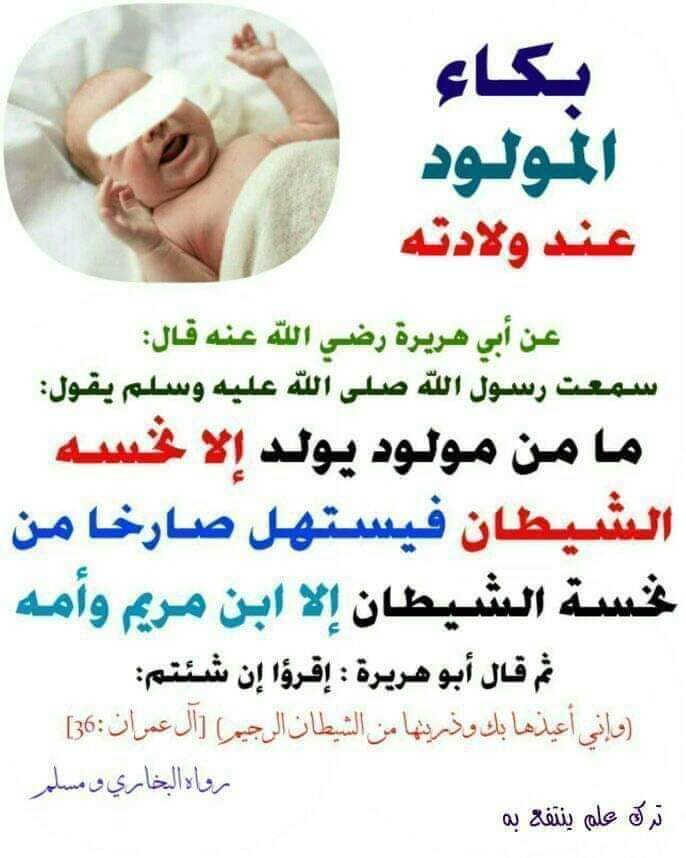 بكاء
المولود
عند ولادته
عن أبي هريرة رضي الله عنه قال:
سمعت رسول الله صلى الله عليه وسلم يقول:
ما من مولود يولد إلا نخسه
الشيطان فيستهل صارخا من
نخسة الشيطان إلا ابن مريم وأمه
ثم قال أبو هريرة : إقرؤا إن شئتم:
(وإني أعيذها بك وذريتها من الشيطان الرجيم) [آل عمران :36]
رواه البخاري و مسلم
ترك علم ينتفع به